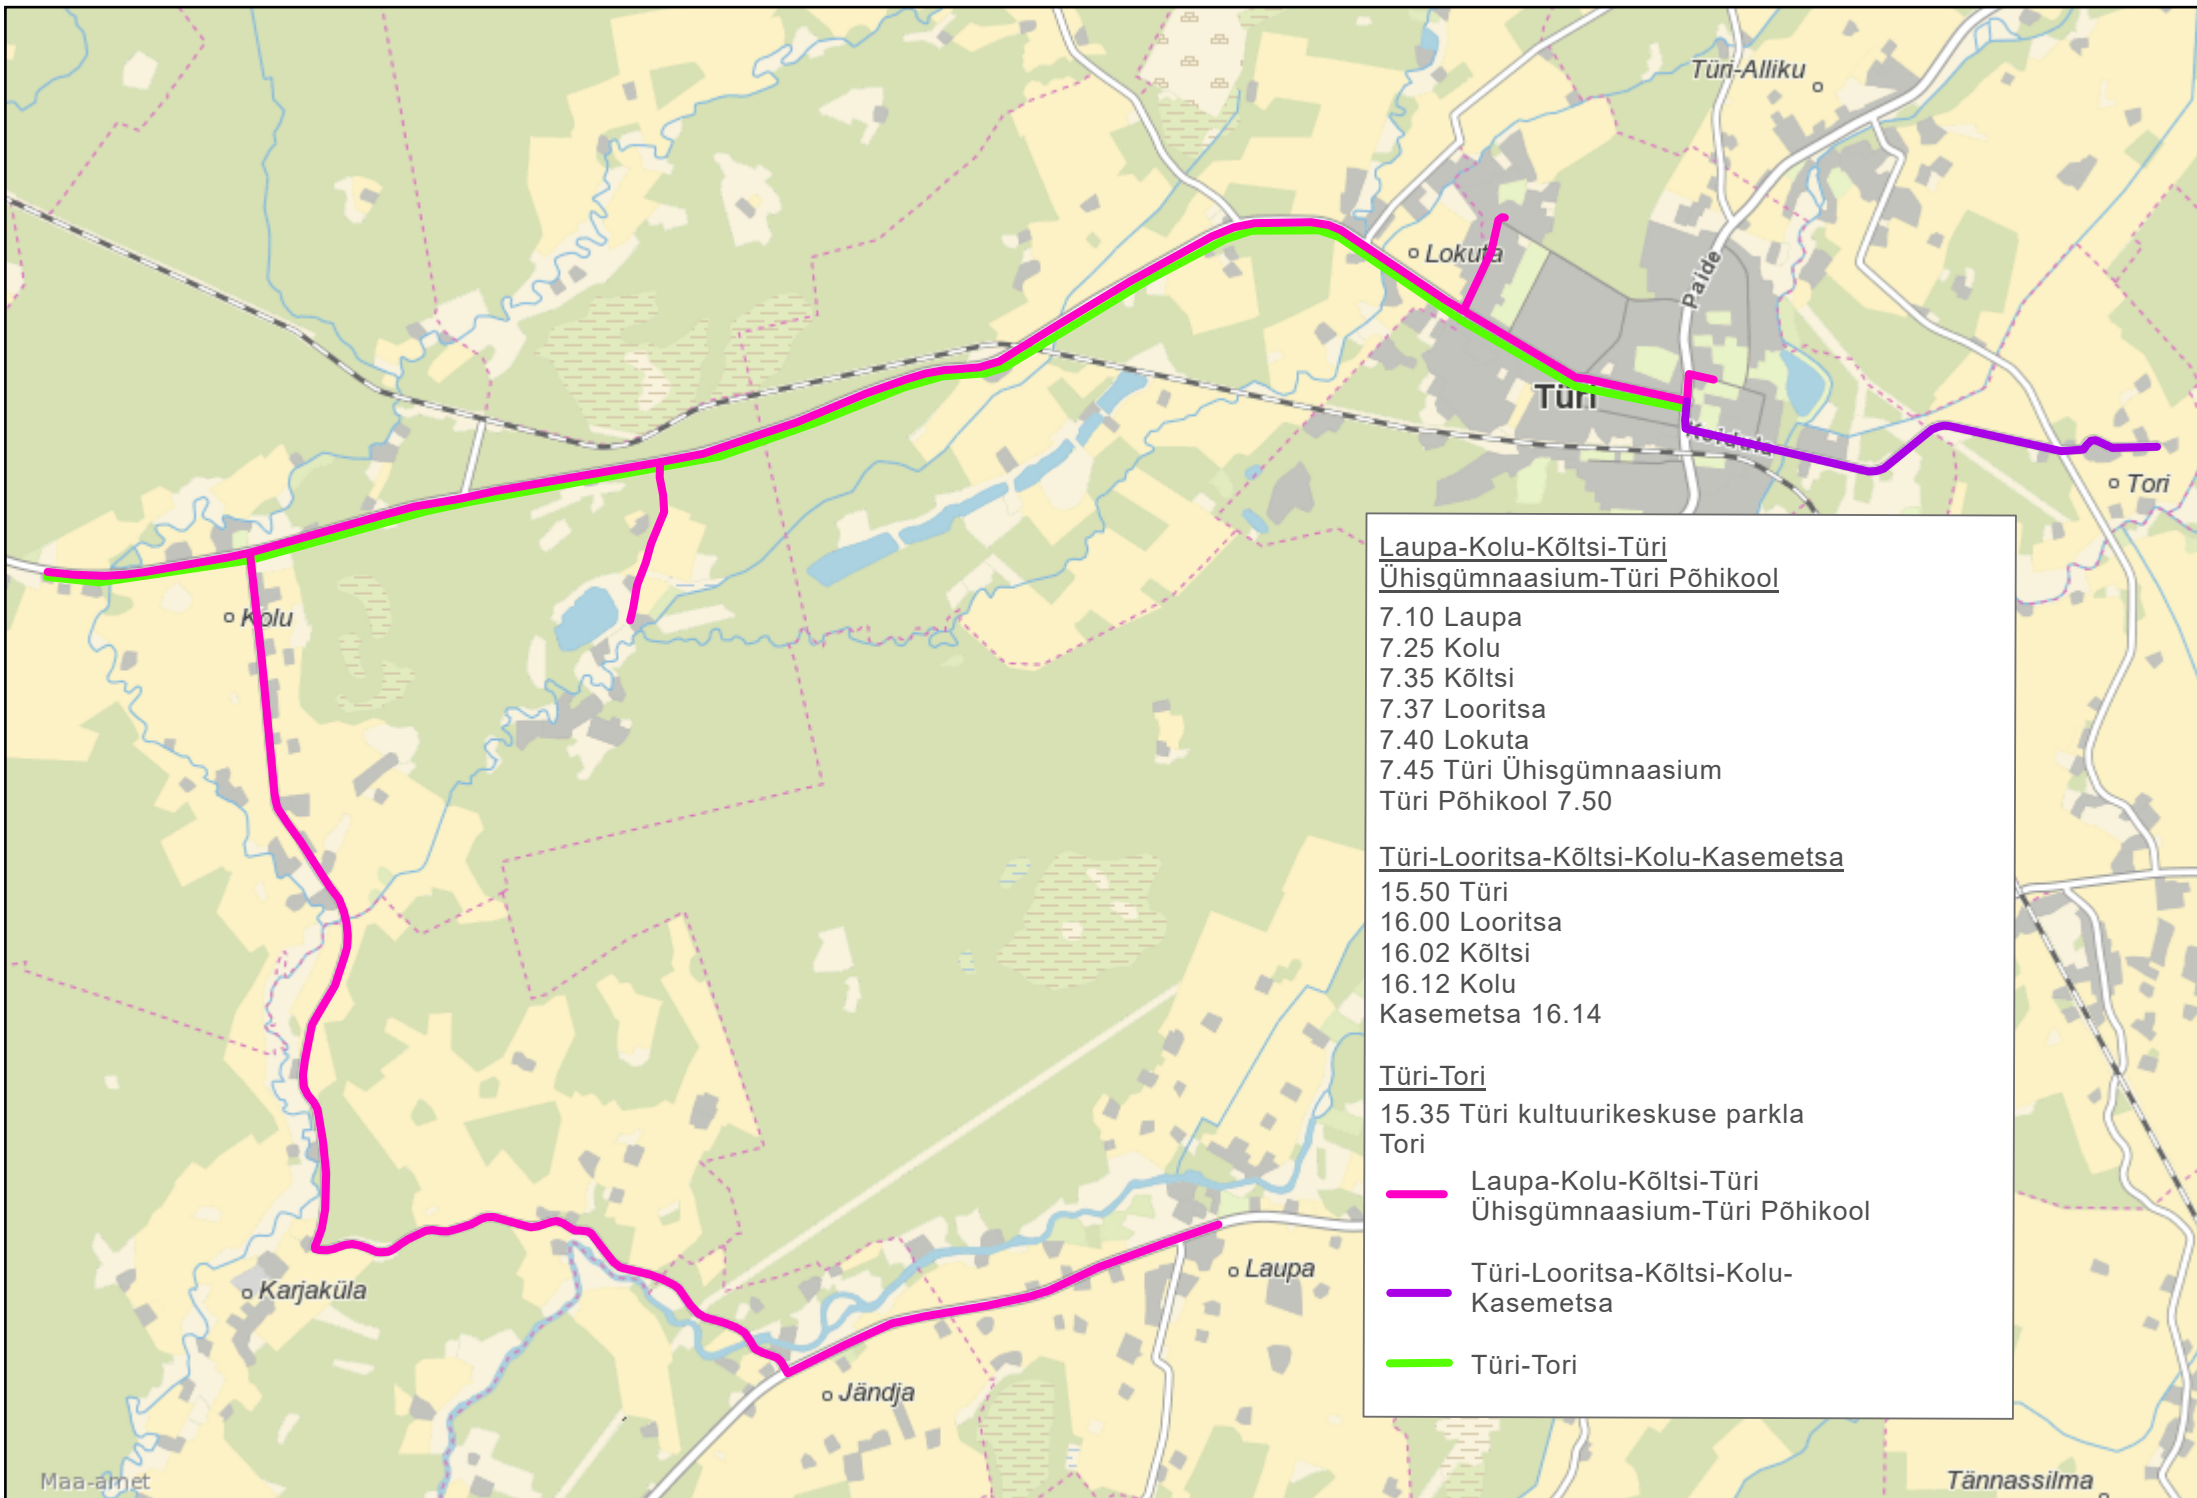 Türi-Alliku
Lokuta
Paide
Türi
Koidula
Tori
Kolu
Laupa-Kolu-Kõltsi-Türi
Ühisgümnaasium-Türi Põhikool
7.10 Laupa
7.25 Kolu
7.35 Kõltsi
7.37 Looritsa
7.40 Lokuta
7.45 Türi Ühisgümnaasium
Türi Põhikool 7.50
Türi-Looritsa-Kõltsi-Kolu-Kasemetsa
15.50 Türi
16.00 Looritsa
16.02 Kõltsi
16.12 Kolu
Kasemetsa 16.14
Türi-Tori
15.35 Türi kultuurikeskuse parkla
Tori
Laupa-Kolu-Kõltsi-Türi
Ühisgümnaasium-Türi Põhikool
Türi-Looritsa-Kõltsi-Kolu-
Kasemetsa
Türi-Tori
Laupa
Karjaküla
Jändja
Maa-amet
Tännassilma